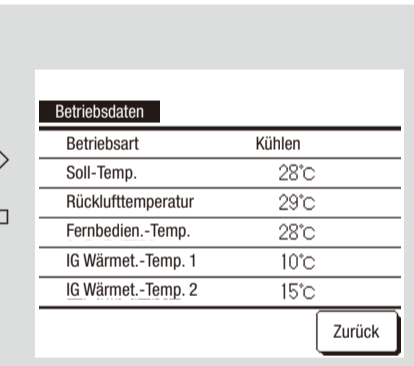 Betriebsdaten
Betriebsart Kühlen
Soll-Temp. 28°C
Rücklufttemperatur 29°C
Fernbedien.-Temp. 28°C
IG Wärmet.-Temp. 1 10°C
IG Wärmet.-Temp. 2 15°C
Zurück